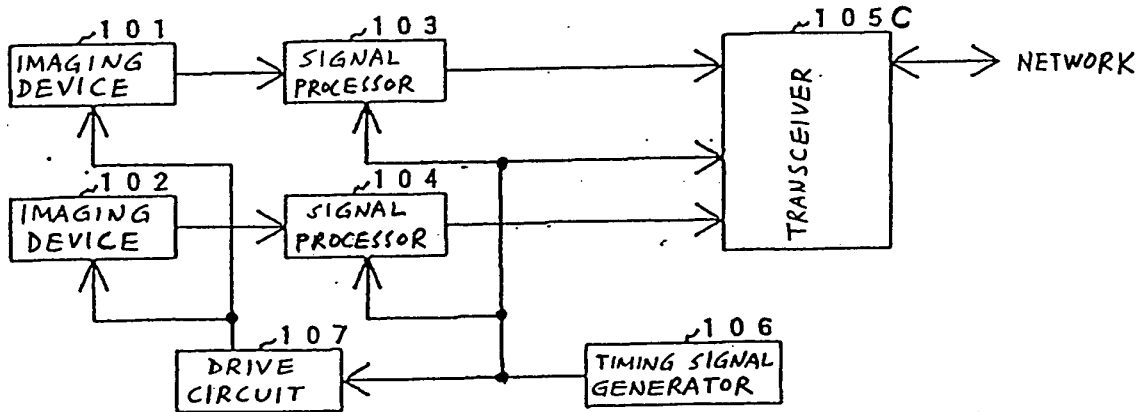 101
IMAGING
DEVICE
103
SIGNAL
PROCESSOR
105C
TRANSCEIVER
NETWORK
102
IMAGING
DEVICE
104
SIGNAL
PROCESSOR
107
DRIVE
CIRCUIT
106
TIMING SIGNAL
GENERATOR